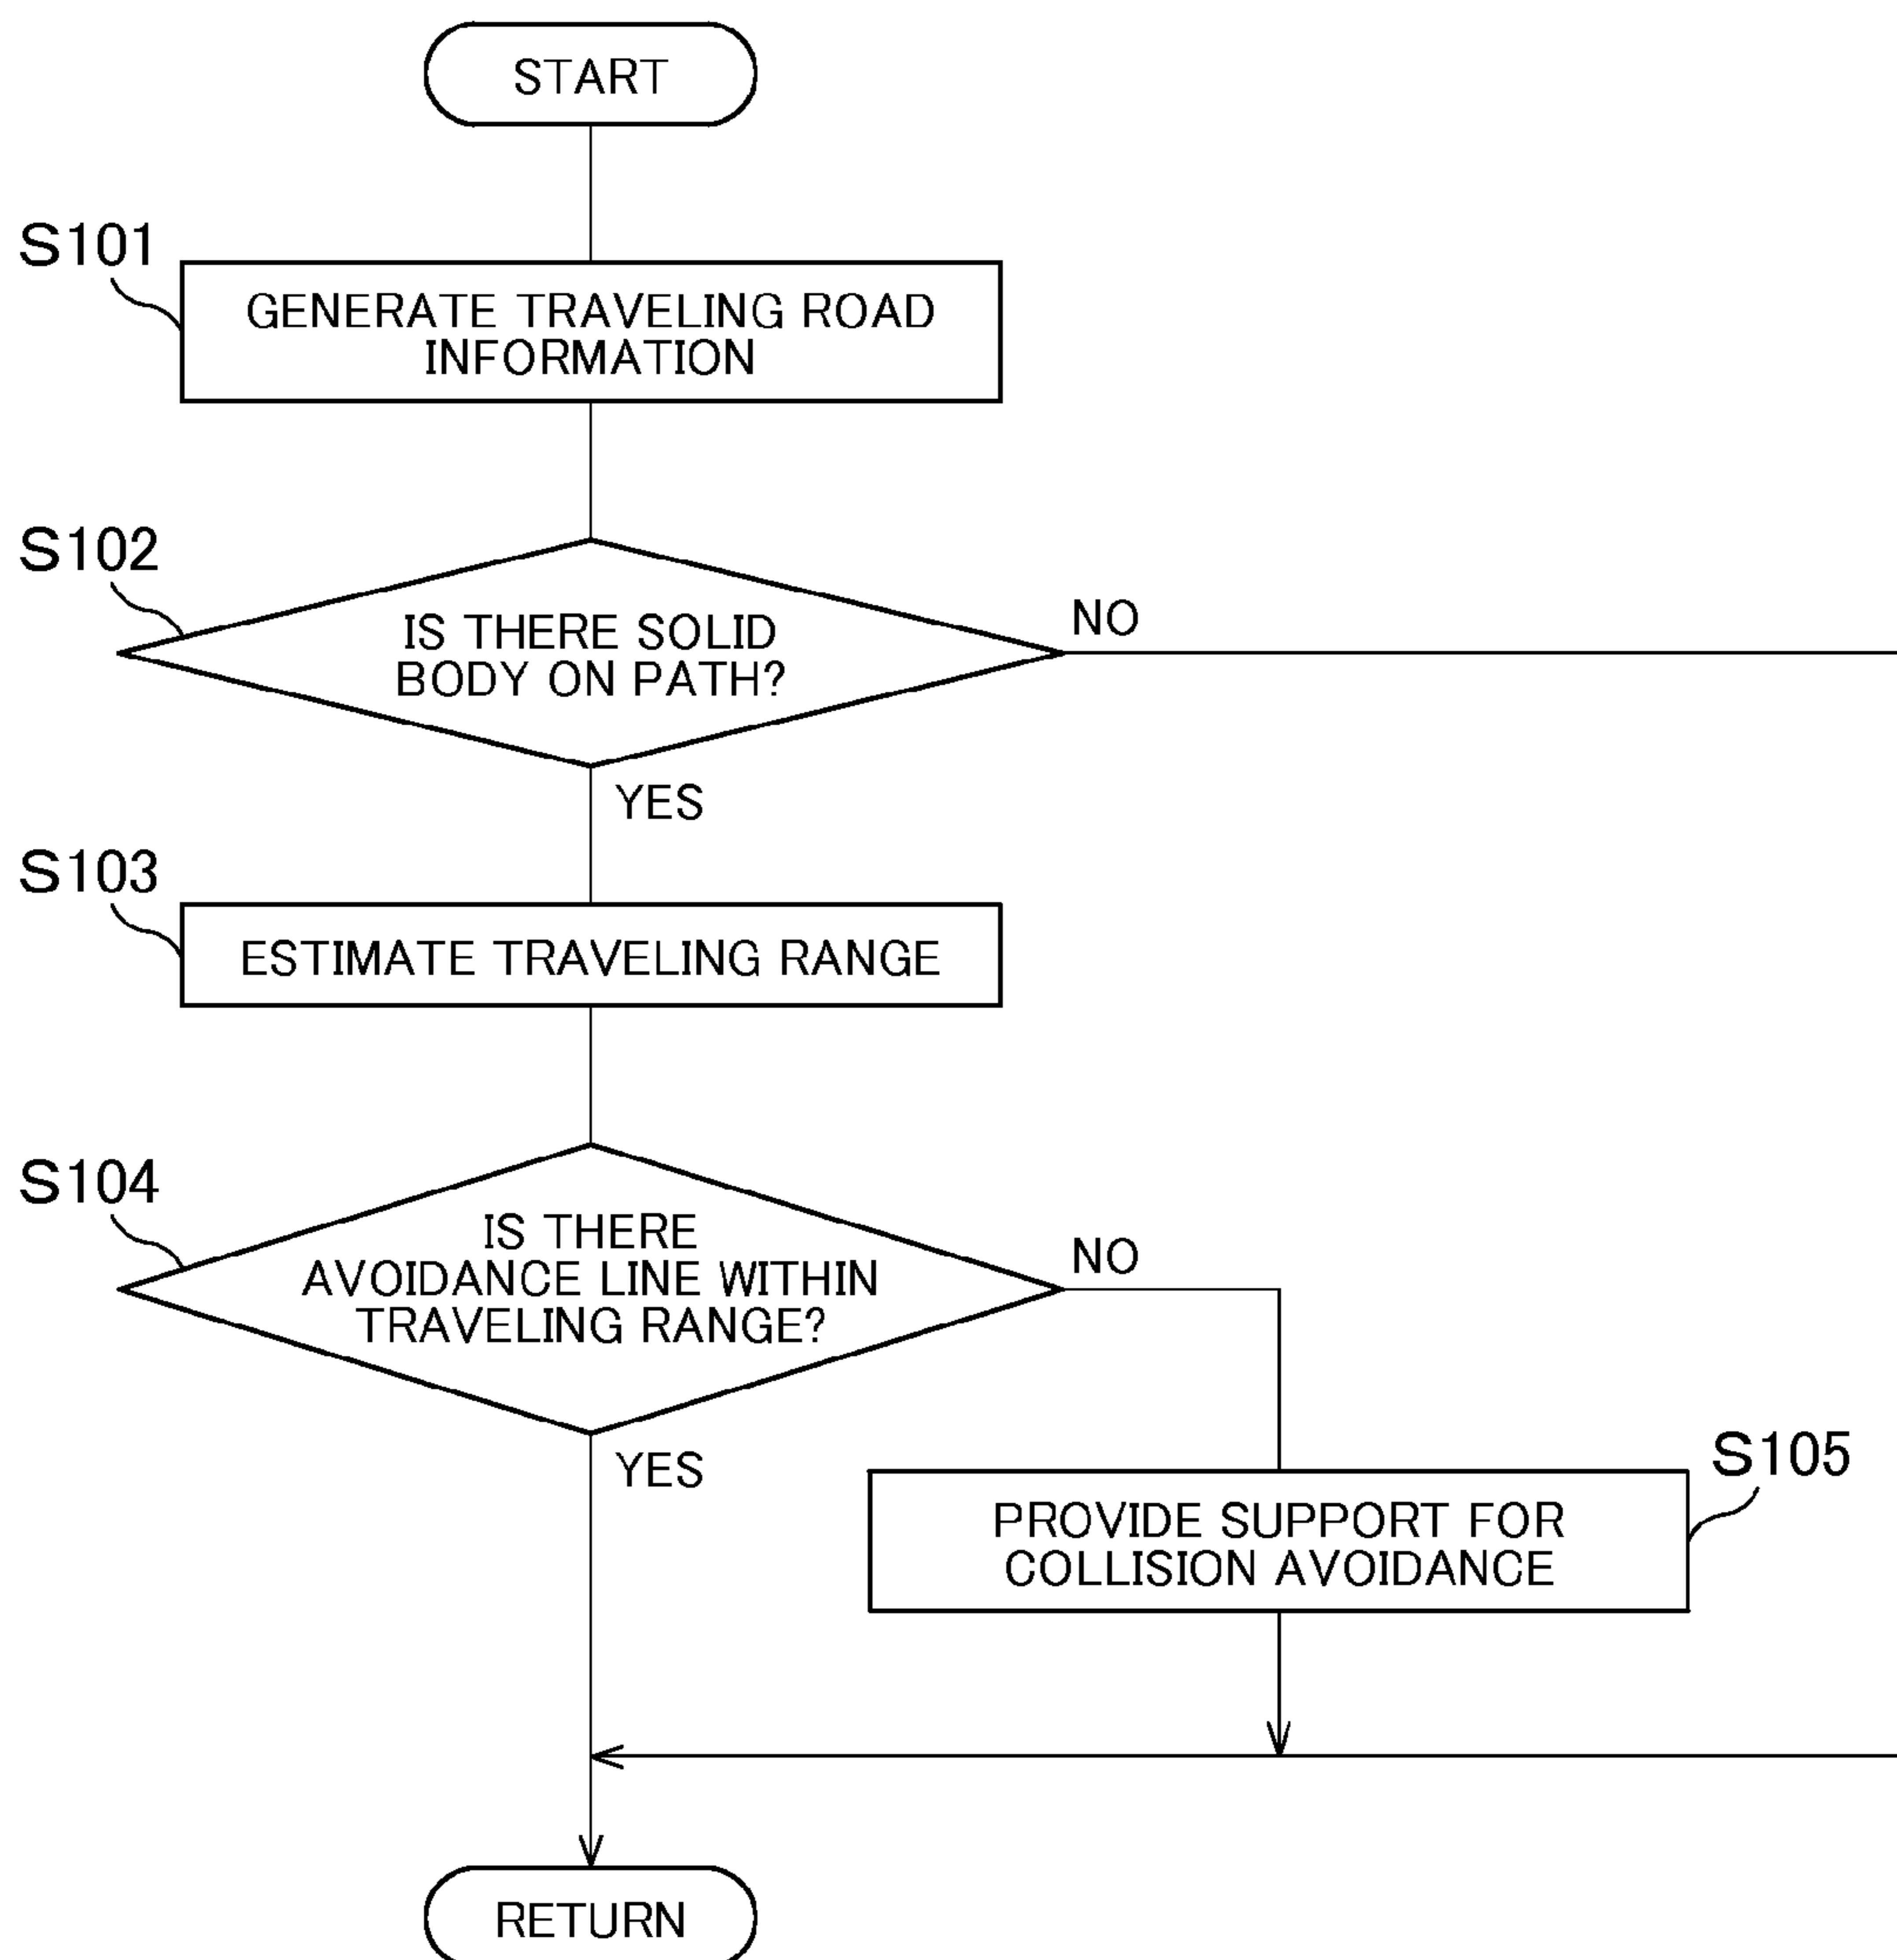 START
S101
GENERATE TRAVELING ROAD
INFORMATION
S102
IS THERE SOLID
BODY ON PATH?
NO
YES
S103
ESTIMATE TRAVELING RANGE
S104
IS THERE
AVOIDANCE LINE WITHIN
TRAVELING RANGE?
NO
YES
S105
PROVIDE SUPPORT FOR
COLLISION AVOIDANCE
RETURN